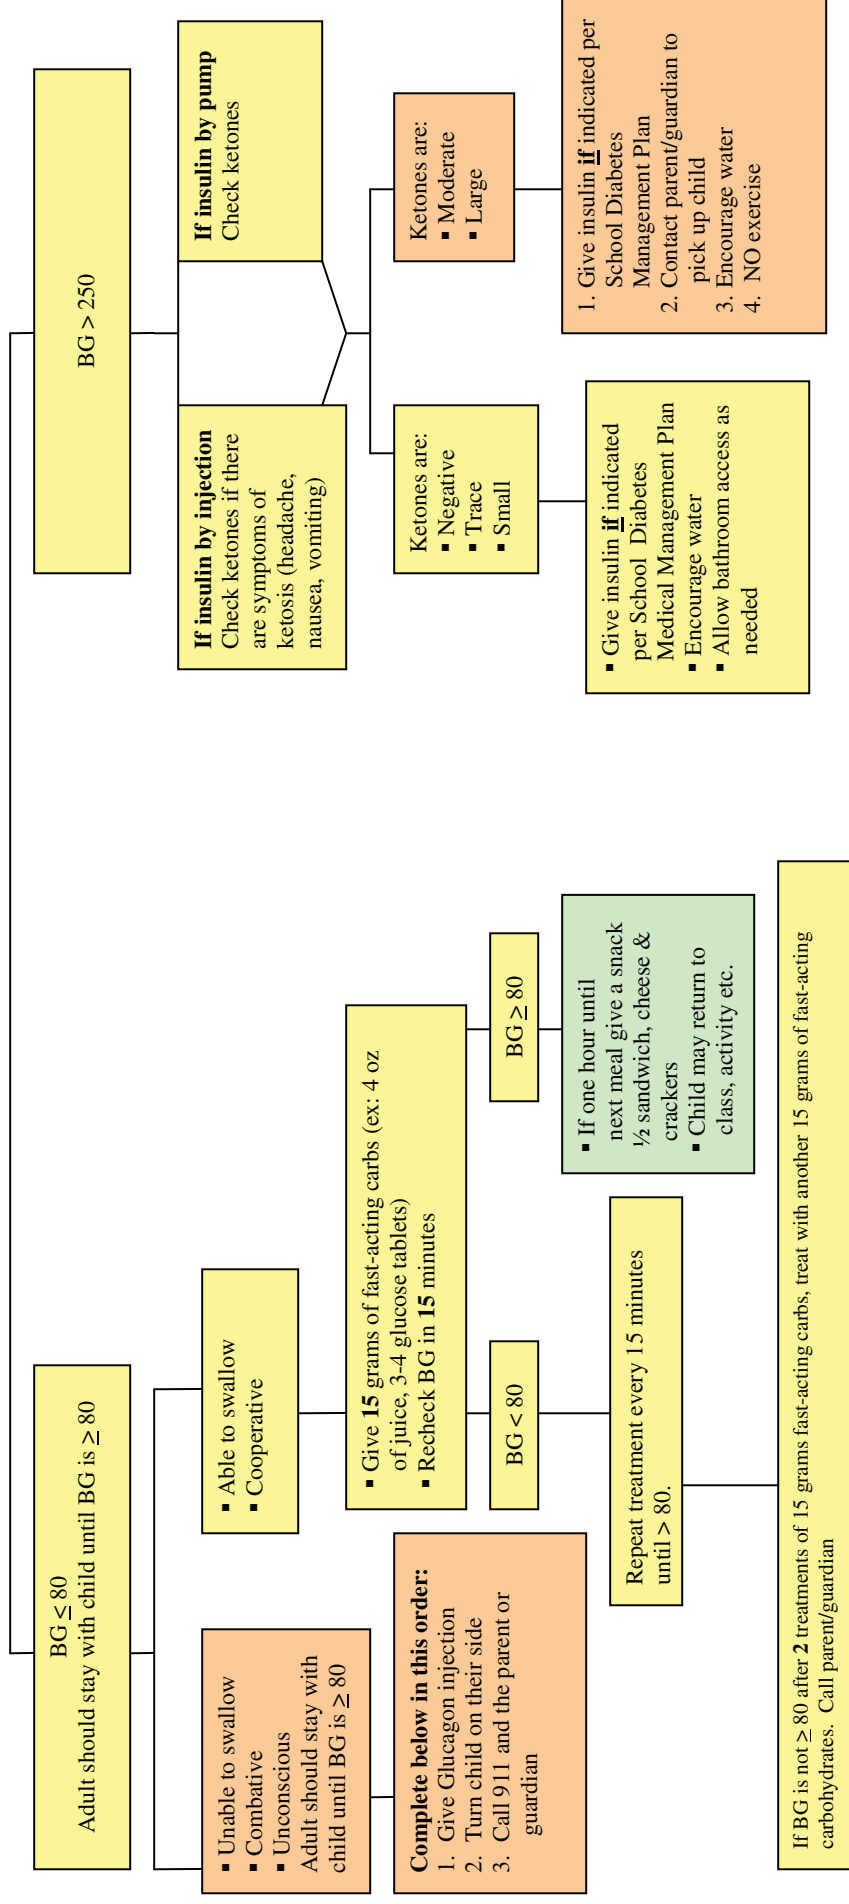 BG ≤ 80
Adult should stay with child until BG is ≥ 80
▪ Unable to swallow
▪ Combative
▪ Unconscious
Adult should stay with
child until BG is ≥ 80
Complete below in this order:
1. Give Glucagon injection
2. Turn child on their side
3. Call 911 and the parent or
guardian
▪ Able to swallow
▪ Cooperative
▪ Give 15 grams of fast-acting carbs (ex: 4 oz
of juice, 3-4 glucose tablets)
▪ Recheck BG in 15 minutes
BG < 80
BG ≥ 80
Repeat treatment every 15 minutes
until > 80.
▪ If one hour until
next meal give a snack
½ sandwich, cheese &
crackers
▪ Child may return to
class, activity etc.
If BG is not ≥ 80 after 2 treatments of 15 grams fast-acting carbs, treat with another 15 grams of fast-acting
carbohydrates. Call parent/guardian
BG > 250
If insulin by injection
Check ketones if there
are symptoms of
ketosis (headache,
nausea, vomiting)
If insulin by pump
Check ketones
Ketones are:
▪ Negative
▪ Trace
▪ Small
Ketones are:
▪ Moderate
▪ Large
▪ Give insulin if indicated
per School Diabetes
Medical Management Plan
▪ Encourage water
▪ Allow bathroom access as
needed
1. Give insulin if indicated per
School Diabetes
Management Plan
2. Contact parent/guardian to
pick up child
3. Encourage water
4. NO exercise